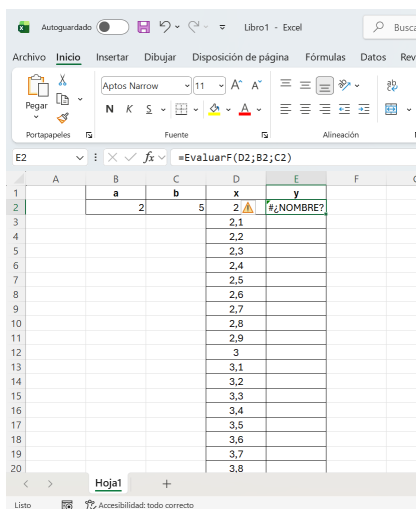 Autoguardado Libro1 - Excel Busca
Archivo Inicio Insertar Dibujar Disposición de página Fórmulas Datos Rev
Pegar Aptos Narrow 11 A^ A˅ ab
N K S A
Portapapeles Fuente Alineación
E2 fx =EvaluarF(D2;B2;C2)
A B C D E F
1 a b x y
2 2 5 2 #¿NOMBRE?
3 2,1
4 2,2
5 2,3
6 2,4
7 2,5
8 2,6
9 2,7
10 2,8
11 2,9
12 3
13 3,1
14 3,2
15 3,3
16 3,4
17 3,5
18 3,6
19 3,7
20 3,8
Hoja1 +
Listo Accesibilidad: todo correcto